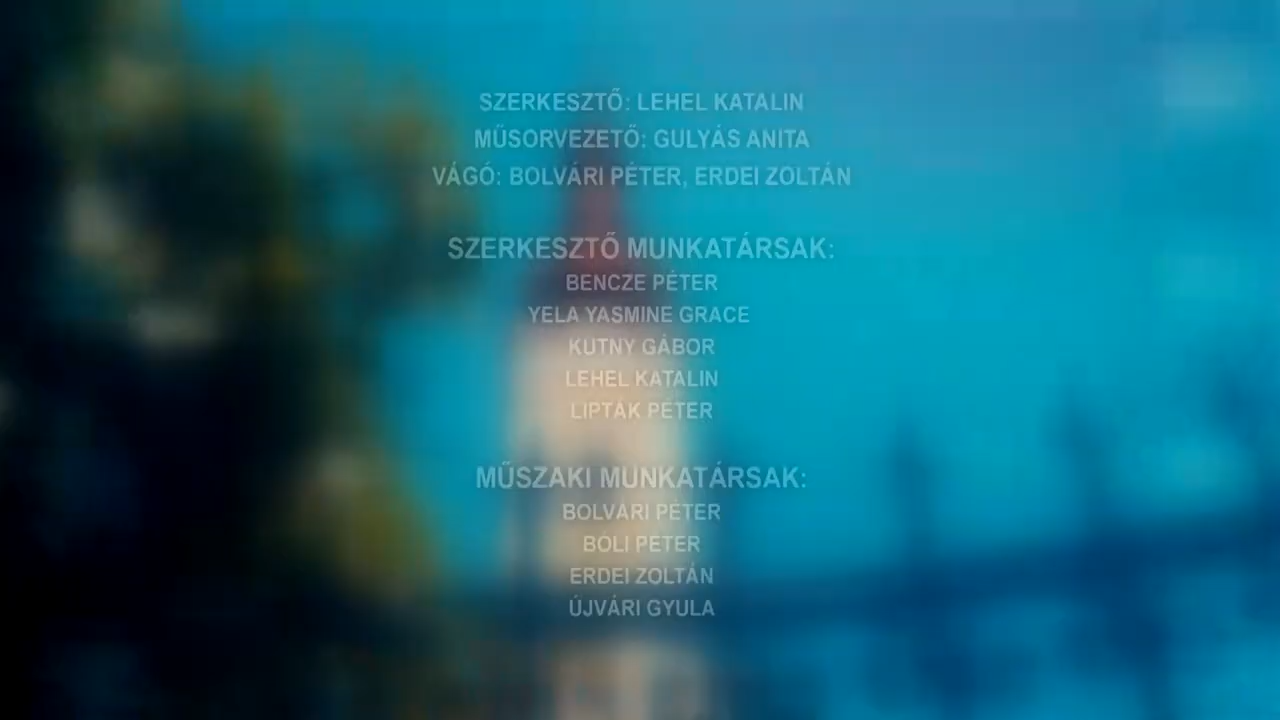 SZERKESZTŐ: LEHEL KATALIN
MŰSORVEZETŐ: GULYÁS ANITA
VÁGÓ: BOLVÁRI PÉTER, ERDEI ZOLTÁN
SZERKESZTŐ MUNKATÁRSAK:
BENCZE PÉTER
YELA YASMINE GRACE
KUTNY GÁBOR
LEHEL KATALIN
LIPTÁK PÉTER
MŰSZAKI MUNKATÁRSAK:
BOLVÁRI PÉTER
BÓLI PÉTER
ERDEI ZOLTÁN
ÚJVÁRI GYULA